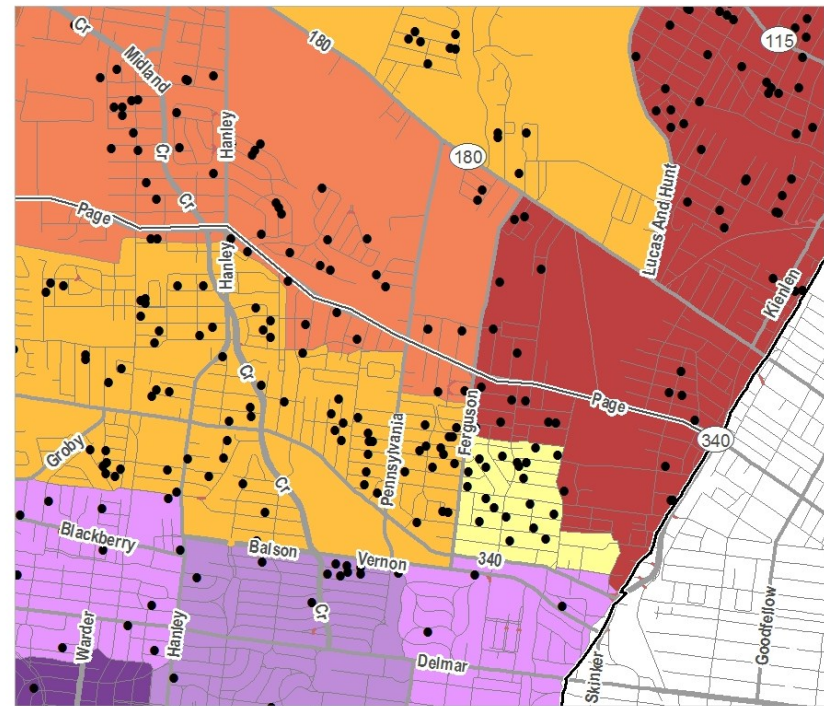 Cr
Midland
180
115
Hanley
Cr
180
Cr
Lucas And Hunt
Page
Hanley
Kienlen
Cr
Page
Pennsylvania
Ferguson
340
Groby
Cr
Blackberry
Balson
Vernon
340
Cr
Warder
Hanley
Delmar
Skinker
Goodfellow